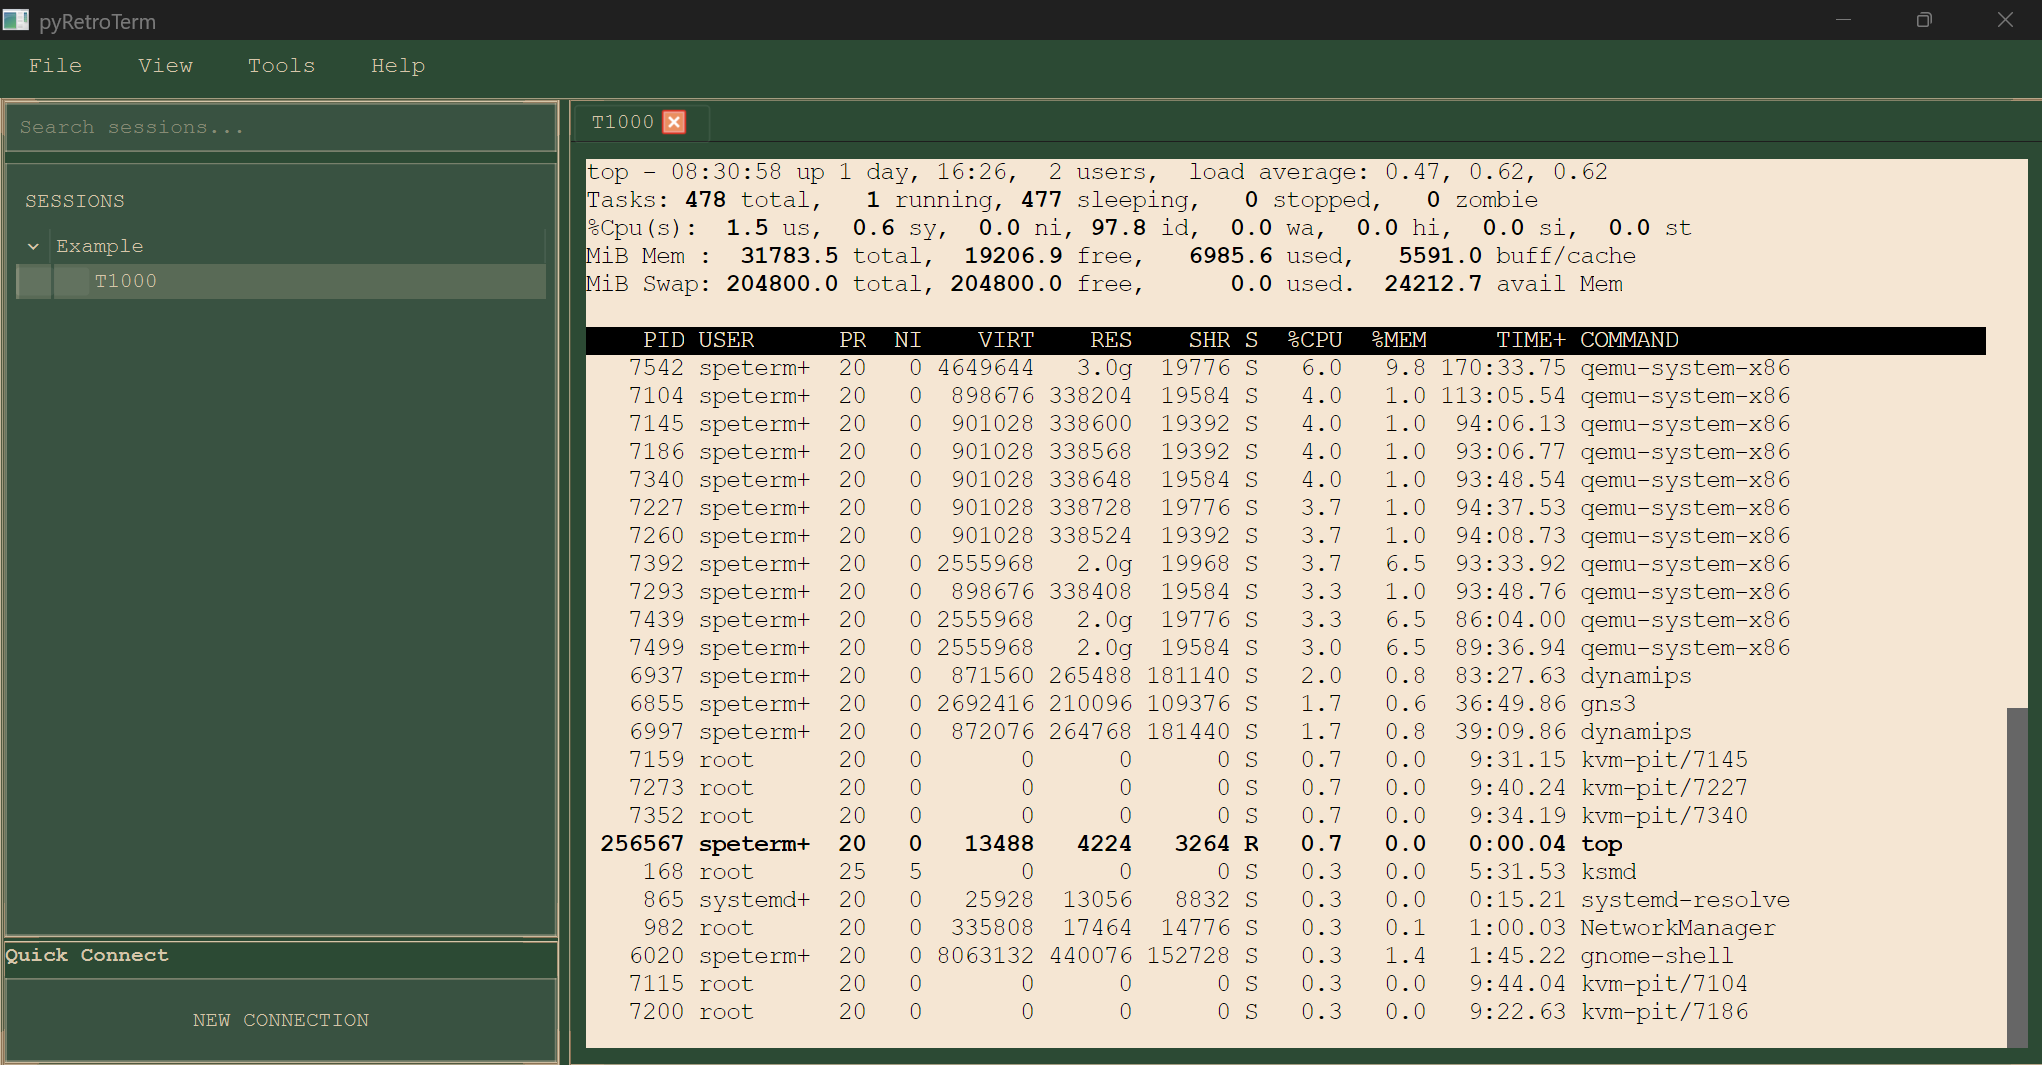 pyRetroTerm
File View Tools Help
Search sessions...
SESSIONS
Example
T1000
Quick Connect
NEW CONNECTION
T1000
top - 08:30:58 up 1 day, 16:26,  2 users,  load average: 0.47, 0.62, 0.62
Tasks: 478 total,   1 running, 477 sleeping,   0 stopped,   0 zombie
%Cpu(s):  1.5 us,  0.6 sy,  0.0 ni, 97.8 id,  0.0 wa,  0.0 hi,  0.0 si,  0.0 st
MiB Mem :  31783.5 total,  19206.9 free,   6985.6 used,   5591.0 buff/cache
MiB Swap: 204800.0 total, 204800.0 free,      0.0 used.  24212.7 avail Mem
PID USER      PR  NI    VIRT    RES    SHR S  %CPU  %MEM     TIME+ COMMAND
7542 speterm+  20   0 4649644   3.0g  19776 S   6.0   9.8 170:33.75 qemu-system-x86
7104 speterm+  20   0  898676 338204  19584 S   4.0   1.0 113:05.54 qemu-system-x86
7145 speterm+  20   0  901028 338600  19392 S   4.0   1.0  94:06.13 qemu-system-x86
7186 speterm+  20   0  901028 338568  19392 S   4.0   1.0  93:06.77 qemu-system-x86
7340 speterm+  20   0  901028 338648  19584 S   4.0   1.0  93:48.54 qemu-system-x86
7227 speterm+  20   0  901028 338728  19776 S   3.7   1.0  94:37.53 qemu-system-x86
7260 speterm+  20   0  901028 338524  19392 S   3.7   1.0  94:08.73 qemu-system-x86
7392 speterm+  20   0 2555968   2.0g  19968 S   3.7   6.5  93:33.92 qemu-system-x86
7293 speterm+  20   0  898676 338408  19584 S   3.3   1.0  93:48.76 qemu-system-x86
7439 speterm+  20   0 2555968   2.0g  19776 S   3.3   6.5  86:04.00 qemu-system-x86
7499 speterm+  20   0 2555968   2.0g  19584 S   3.0   6.5  89:36.94 qemu-system-x86
6937 speterm+  20   0  871560 265488 181140 S   2.0   0.8  83:27.63 dynamips
6855 speterm+  20   0 2692416 210096 109376 S   1.7   0.6  36:49.86 gns3
6997 speterm+  20   0  872076 264768 181440 S   1.7   0.8  39:09.86 dynamips
7159 root      20   0       0      0      0 S   0.7   0.0   9:31.15 kvm-pit/7145
7273 root      20   0       0      0      0 S   0.7   0.0   9:40.24 kvm-pit/7227
7352 root      20   0       0      0      0 S   0.7   0.0   9:34.19 kvm-pit/7340
256567 speterm+  20   0   13488   4224   3264 R   0.7   0.0   0:00.04 top
168 root      25   5       0      0      0 S   0.3   0.0   5:31.53 ksmd
865 systemd+  20   0   25928  13056   8832 S   0.3   0.0   0:15.21 systemd-resolve
982 root      20   0  335808  17464  14776 S   0.3   0.1   1:00.03 NetworkManager
6020 speterm+  20   0 8063132 440076 152728 S   0.3   1.4   1:45.22 gnome-shell
7115 root      20   0       0      0      0 S   0.3   0.0   9:44.04 kvm-pit/7104
7200 root      20   0       0      0      0 S   0.3   0.0   9:22.63 kvm-pit/7186